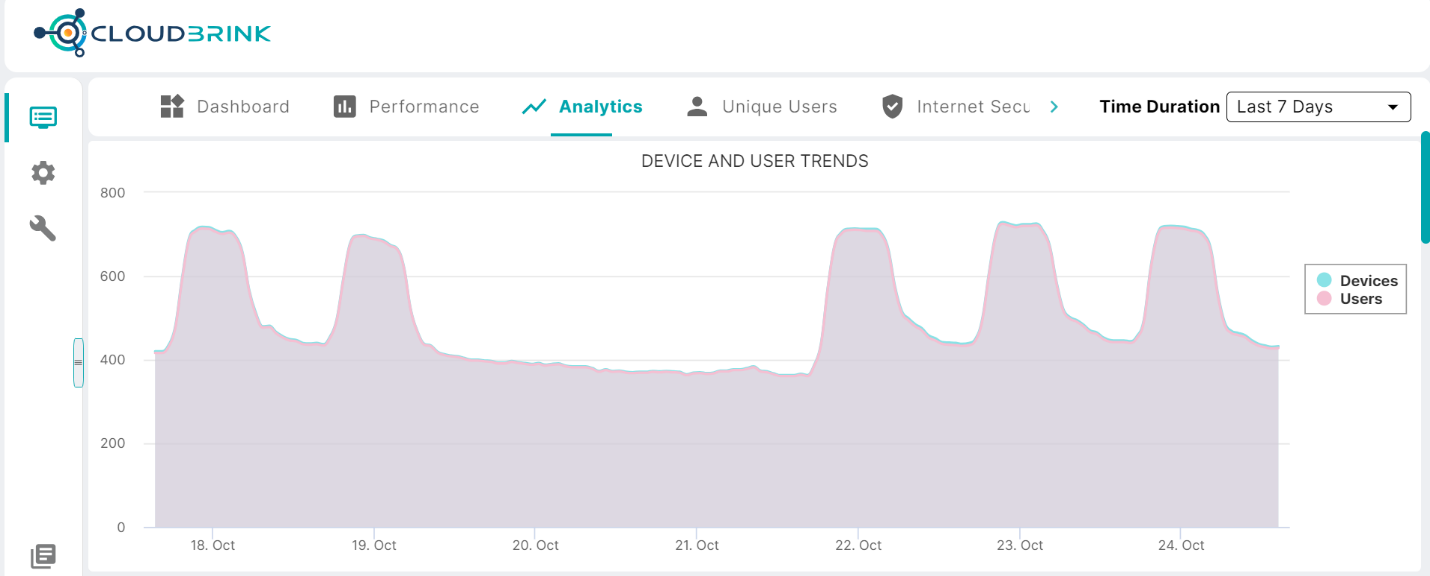 CLOUDBRINK
Dashboard
Performance
Analytics
Unique Users
Internet Secu
Time Duration
Last 7 Days
DEVICE AND USER TRENDS
800
600
400
200
0
18. Oct
19. Oct
20. Oct
21. Oct
22. Oct
23. Oct
24. Oct
Devices
Users